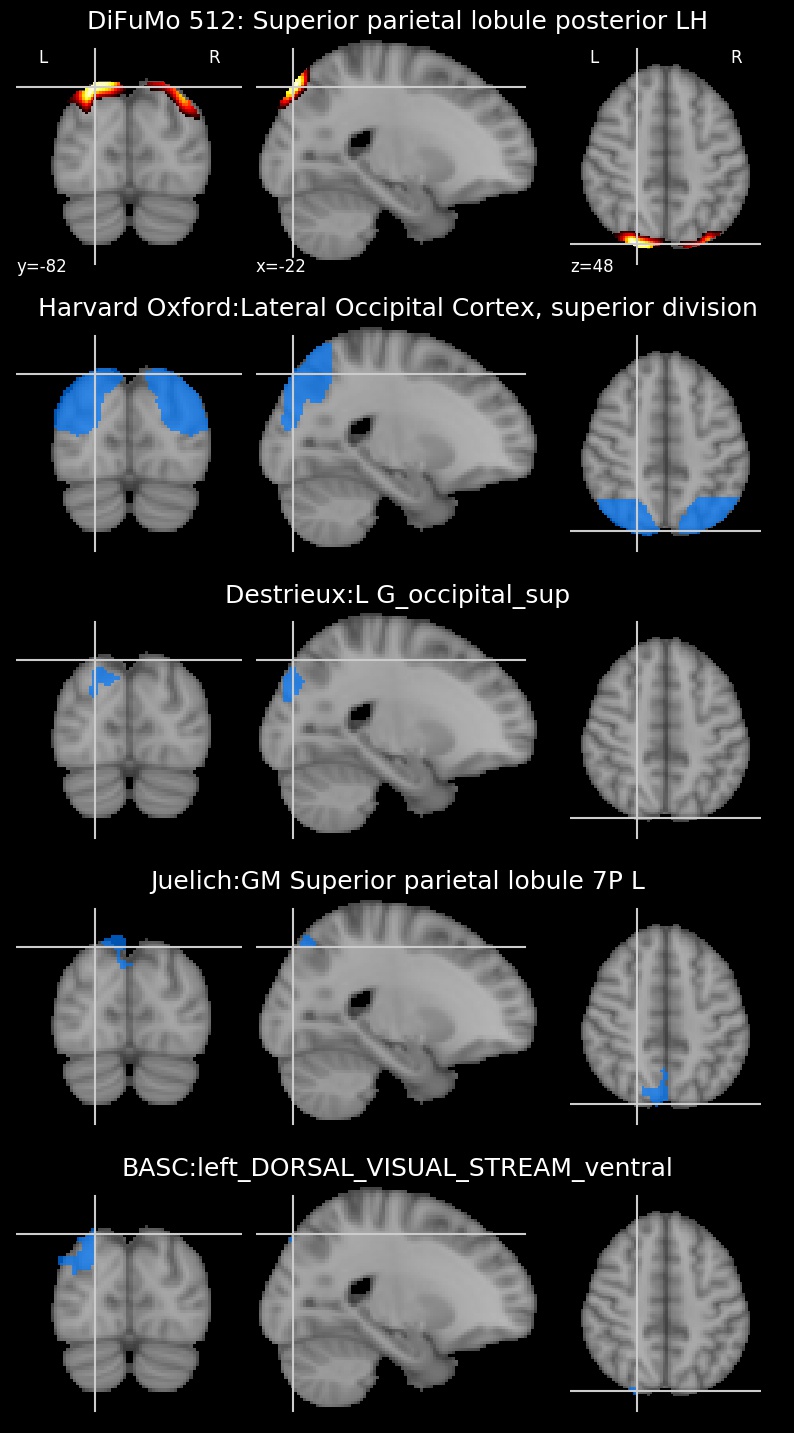 DiFuMo 512: Superior parietal lobule posterior LH
L R L R
y=-82 x=-22 z=48
Harvard Oxford:Lateral Occipital Cortex, superior division
Destrieux:L G_occipital_sup
Juelich:GM Superior parietal lobule 7P L
BASC:left_DORSAL_VISUAL_STREAM_ventral